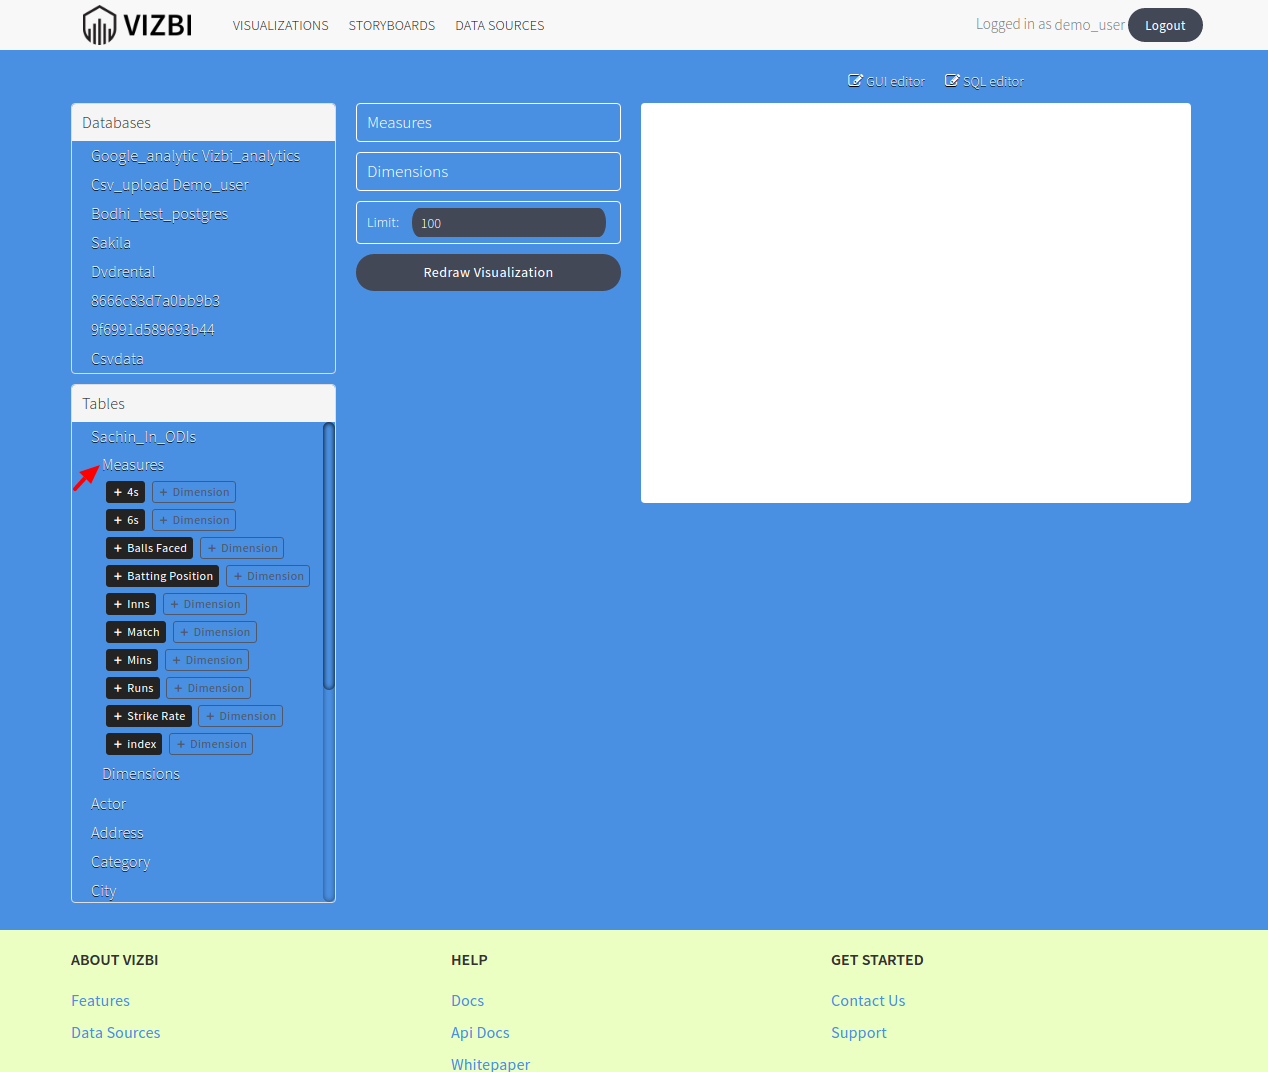 VIZBI
VISUALIZATIONS STORYBOARDS DATA SOURCES
Logged in as demo_user Logout
GUI editor SQL editor
Databases
Google_analytic Vizbi_analytics
Csv_upload Demo_user
Bodhi_test_postgres
Sakila
Dvdrental
8666c83d7a0bb9b3
9f6991d589693b44
Csvdata
Tables
Sachin_In_ODIs
Measures
+ 4s + Dimension
+ 6s + Dimension
+ Balls Faced + Dimension
+ Batting Position + Dimension
+ Inns + Dimension
+ Match + Dimension
+ Mins + Dimension
+ Runs + Dimension
+ Strike Rate + Dimension
+ index + Dimension
Dimensions
Actor
Address
Category
City
Measures
Dimensions
Limit: 100
Redraw Visualization
ABOUT VIZBI
Features
Data Sources
HELP
Docs
Api Docs
Whitepaper
GET STARTED
Contact Us
Support